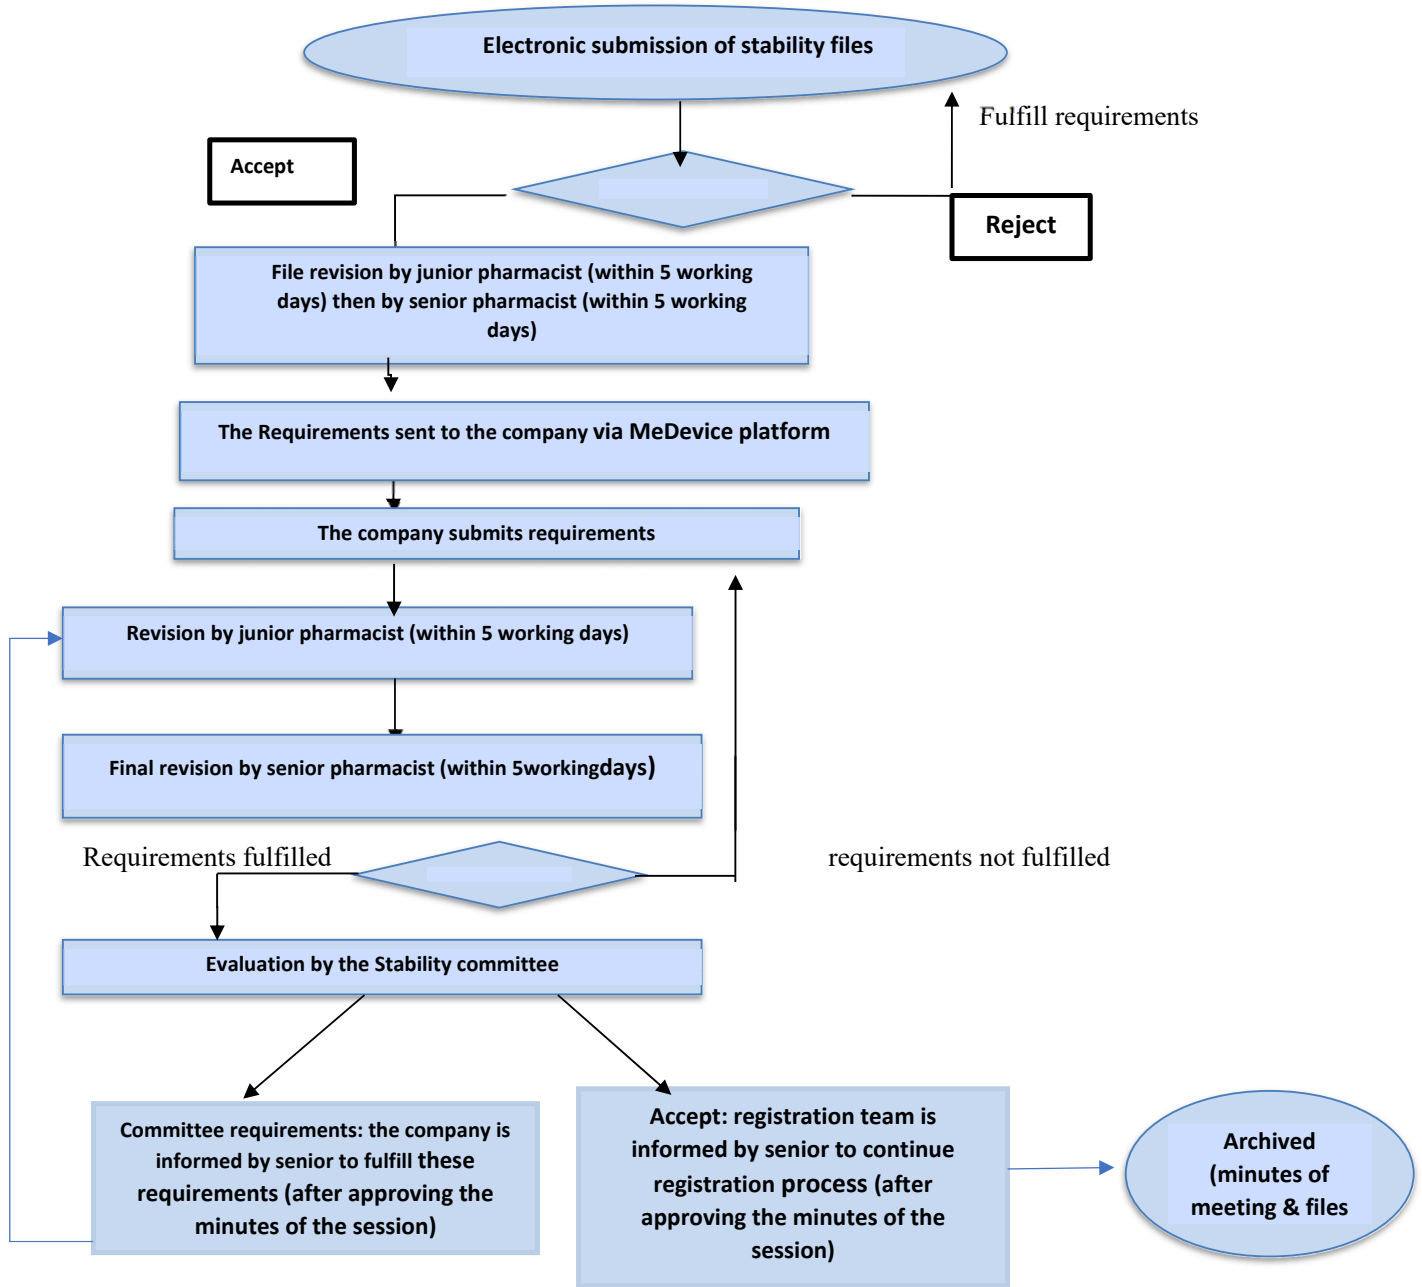 Electronic submission of stability files
Fulfill requirements
Accept
Reject
File revision by junior pharmacist (within 5 working
days) then by senior pharmacist (within 5 working
days)
The Requirements sent to the company via MeDevice platform
The company submits requirements
Revision by junior pharmacist (within 5 working days)
Final revision by senior pharmacist (within 5workingdays)
Requirements fulfilled
requirements not fulfilled
Evaluation by the Stability committee
Committee requirements: the company is
informed by senior to fulfill these
requirements (after approving the
minutes of the session)
Accept: registration team is
informed by senior to continue
registration process (after
approving the minutes of the
session)
Archived
(minutes of
meeting & files